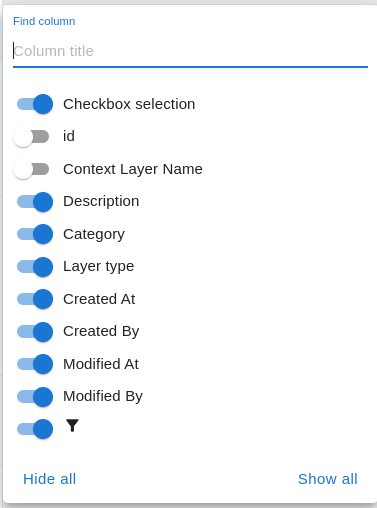 Find column
Column title
Checkbox selection
id
Context Layer Name
Description
Category
Layer type
Created At
Created By
Modified At
Modified By
Hide all
Show all